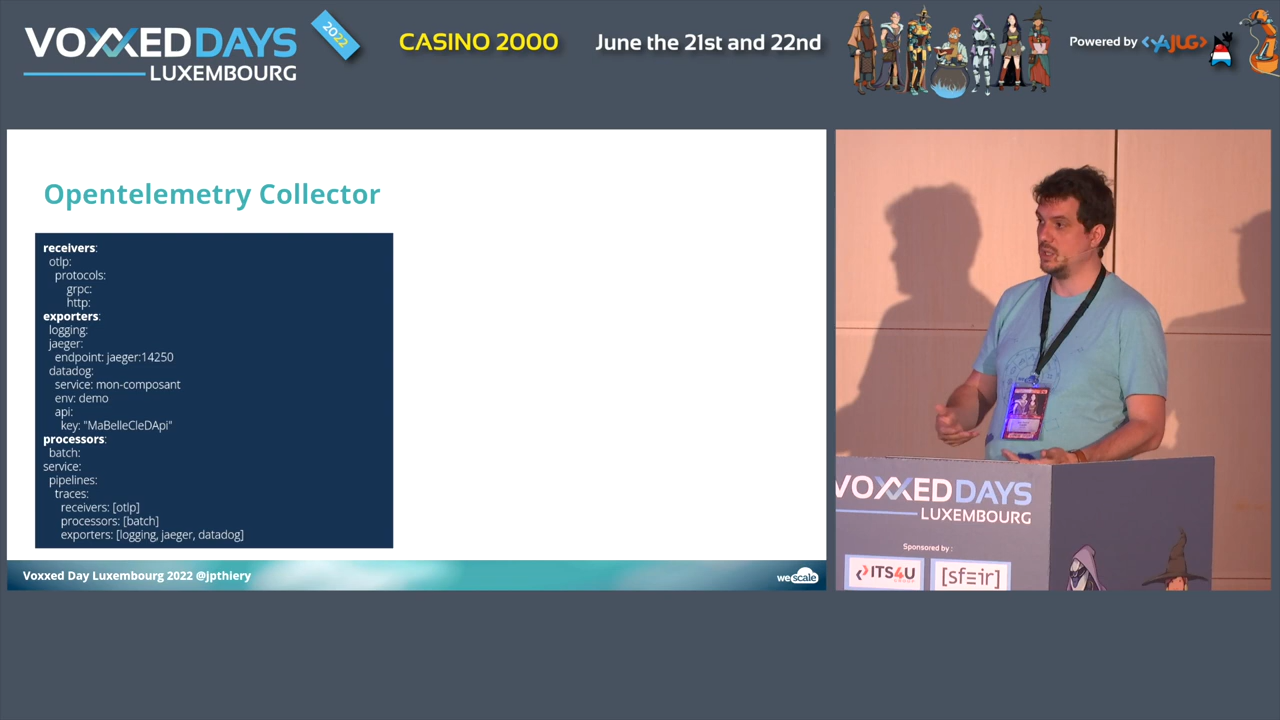 VOXXED DAYS
LUXEMBOURG
2022
CASINO 2000
June the 21st and 22nd
Powered by <YAJUG>
Opentelemetry Collector
receivers:
otlp:
protocols:
grpc:
http:
exporters:
logging:
jaeger:
endpoint: jaeger:14250
datadog:
service: mon-composant
env: demo
api:
key: "MaBelleCleDApi"
processors:
batch:
service:
pipelines:
traces:
receivers: [otlp]
processors: [batch]
exporters: [logging, jaeger, datadog]
Voxxed Day Luxembourg 2022 @jpthiery
wescale
VOXXED DAYS
LUXEMBOURG
Sponsored by :
ITS4U
[sfeir]